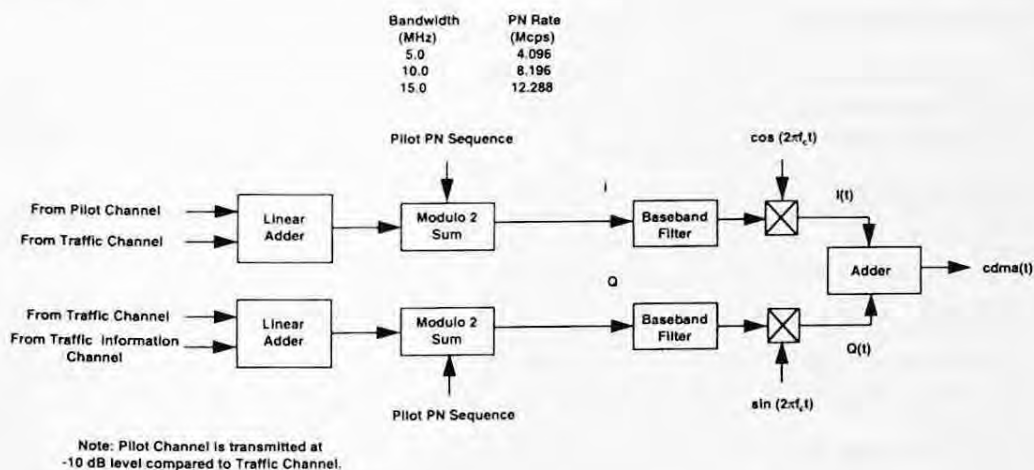 Bandwidth PN Rate
(MHz) (Mcps)
5.0 4.096
10.0 8.196
15.0 12.288
Pilot PN Sequence
cos (2πfct)
From Pilot Channel
From Traffic Channel
Linear
Adder
Modulo 2
Sum
I
Baseband
Filter
I(t)
Adder
cdma(t)
From Traffic Channel
From Traffic Information
Channel
Linear
Adder
Modulo 2
Sum
Q
Baseband
Filter
Q(t)
Pilot PN Sequence
sin (2πfct)
Note: Pilot Channel is transmitted at
-10 dB level compared to Traffic Channel.